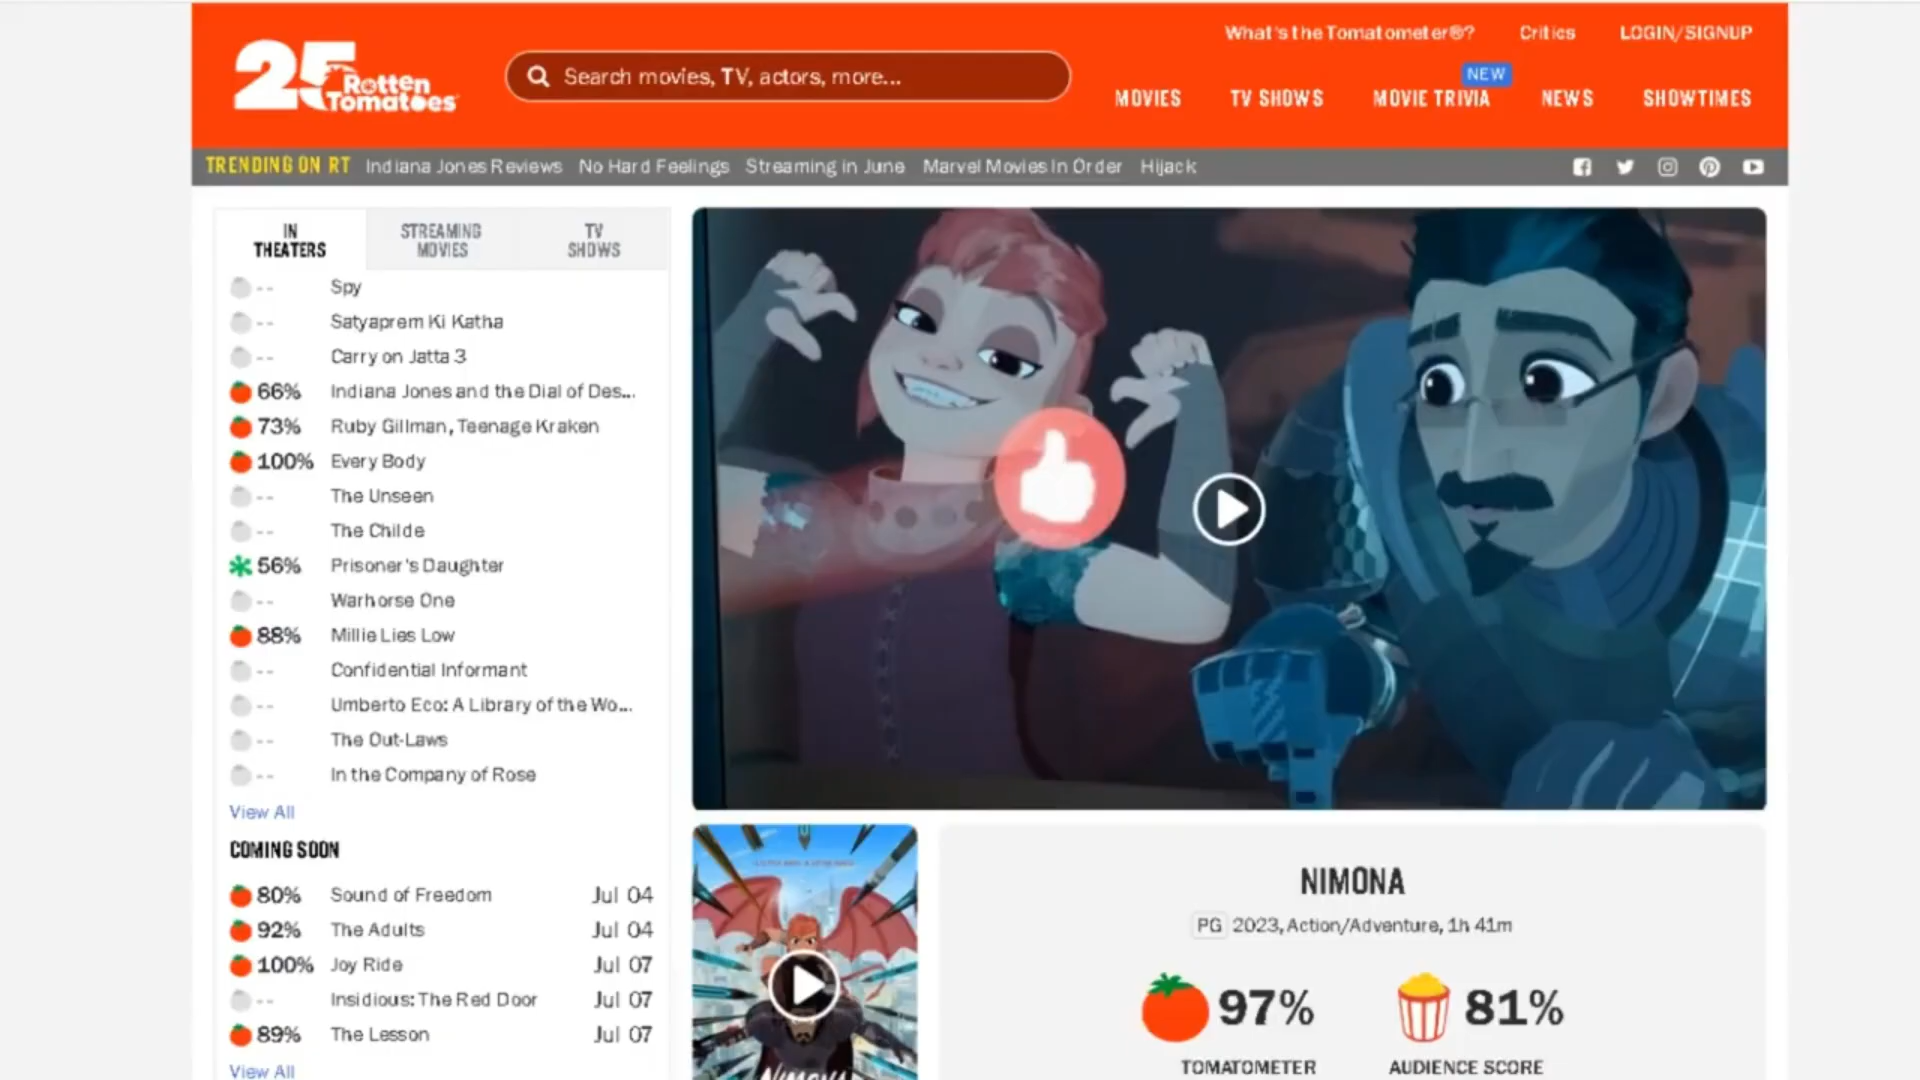 What's the Tomatometer®?
Critics
LOGIN/SIGNUP
25 Rotten Tomatoes
Search movies, TV, actors, more...
NEW
MOVIES
TV SHOWS
MOVIE TRIVIA
NEWS
SHOWTIMES
TRENDING ON RT
Indiana Jones Reviews
No Hard Feelings
Streaming in June
Marvel Movies In Order
Hijack
IN THEATERS
STREAMING MOVIES
TV SHOWS
-- Spy
-- Satyaprem Ki Katha
-- Carry on Jatta 3
66% Indiana Jones and the Dial of Des...
73% Ruby Gillman, Teenage Kraken
100% Every Body
-- The Unseen
-- The Childe
56% Prisoner's Daughter
-- Warhorse One
88% Millie Lies Low
-- Confidential Informant
-- Umberto Eco: A Library of the Wo...
-- The Out-Laws
-- In the Company of Rose
View All
COMING SOON
80% Sound of Freedom Jul 04
92% The Adults Jul 04
100% Joy Ride Jul 07
-- Insidious: The Red Door Jul 07
89% The Lesson Jul 07
View All
NIMONA
NIMONA
PG 2023, Action/Adventure, 1h 41m
97%
81%
TOMATOMETER
AUDIENCE SCORE